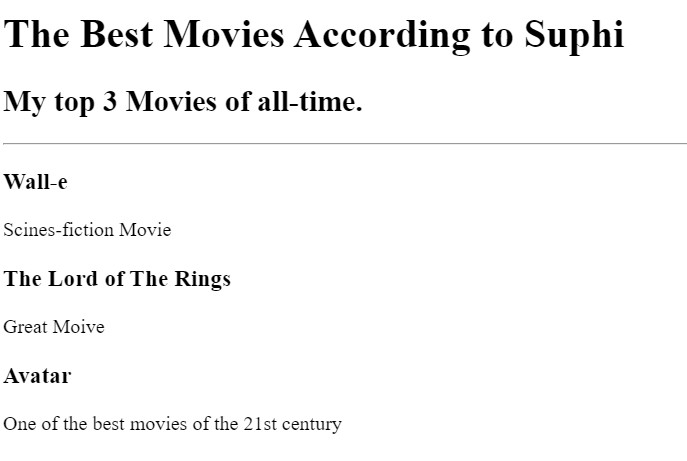 The Best Movies According to Suphi
My top 3 Movies of all-time.
Wall-e
Scines-fiction Movie
The Lord of The Rings
Great Moive
Avatar
One of the best movies of the 21st century